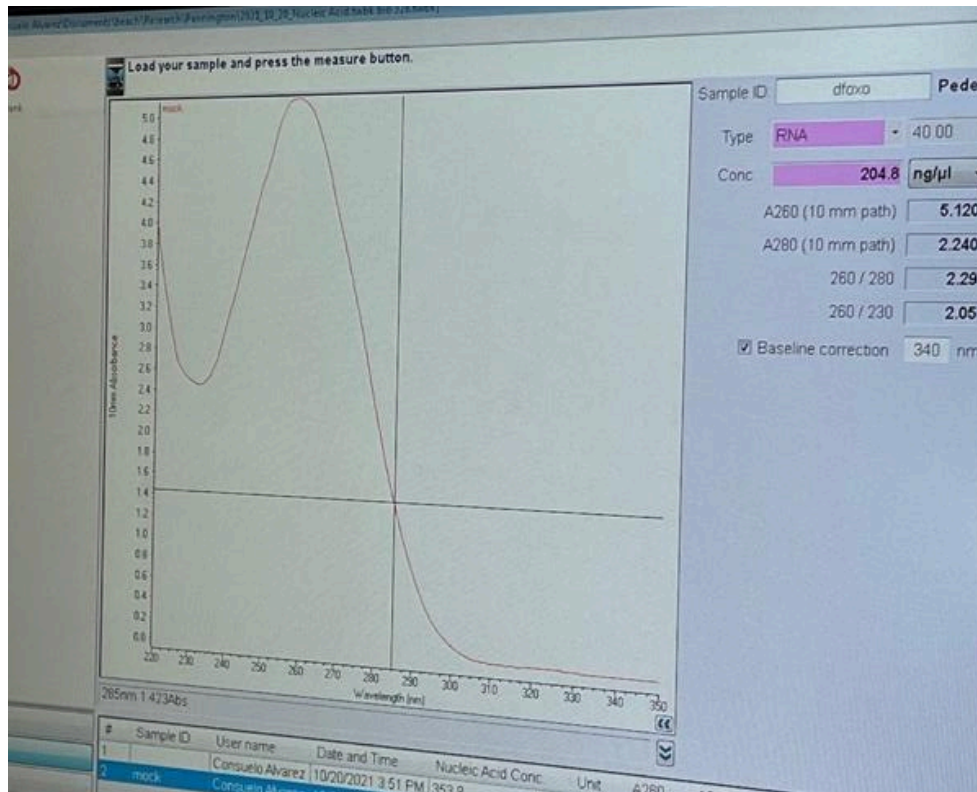 Load your sample and press the measure button.
mock
Sample ID dfoxo Pede
Type RNA 40.00
Conc 204.8 ng/µl
A260 (10 mm path) 5.120
A280 (10 mm path) 2.240
260 / 280 2.29
260 / 230 2.05
Baseline correction 340 nm
5.0
4.8
4.6
4.4
4.2
4.0
3.8
3.6
3.4
3.2
3.0
2.8
2.6
2.4
2.2
2.0
1.8
1.6
1.4
1.2
1.0
0.8
0.6
0.4
0.2
0.0
10mm Absorbance
220 230 240 250 260 270 280 290 300 310 320 330 340 350
Wavelength (nm)
285nm 1.423Abs
# Sample ID User name Date and Time Nucleic Acid Conc. Unit A260
1 Consuelo Alvarez 10/20/2021 3:51 PM 353.9
2 mock Consuelo